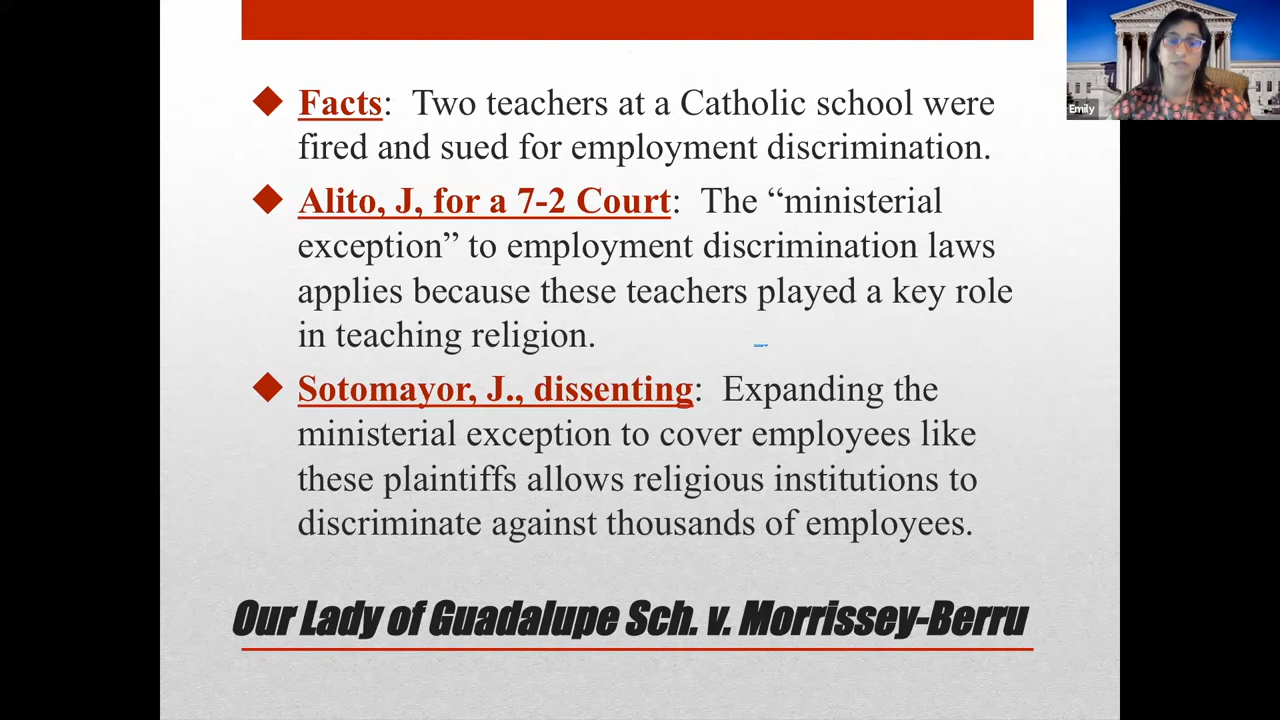 Facts: Two teachers at a Catholic school were
fired and sued for employment discrimination.
Alito, J, for a 7-2 Court: The “ministerial
exception” to employment discrimination laws
applies because these teachers played a key role
in teaching religion.
Sotomayor, J., dissenting: Expanding the
ministerial exception to cover employees like
these plaintiffs allows religious institutions to
discriminate against thousands of employees.
Our Lady of Guadalupe Sch. v. Morrissey-Berru
Emily